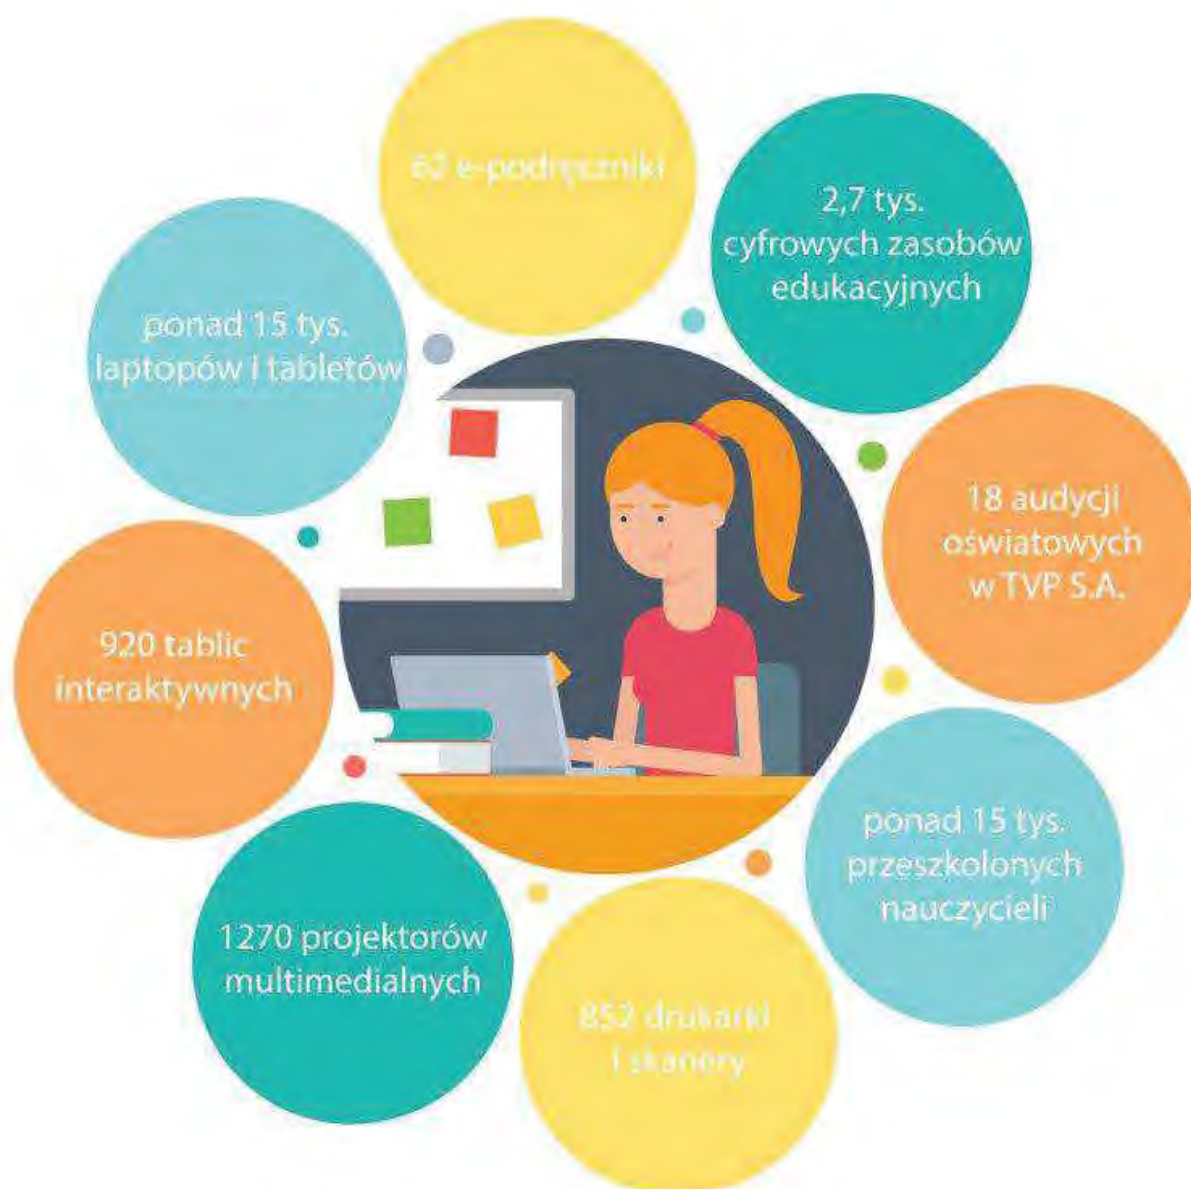 62 e-podręczniki
2,7 tys.
cyfrowych zasobów
edukacyjnych
18 audycji
oświatowych
w TVP S.A.
ponad 15 tys.
przeszkolonych
nauczycieli
852 drukarki
i skanery
1270 projektorów
multimedialnych
920 tablic
interaktywnych
ponad 15 tys.
laptopów i tabletów